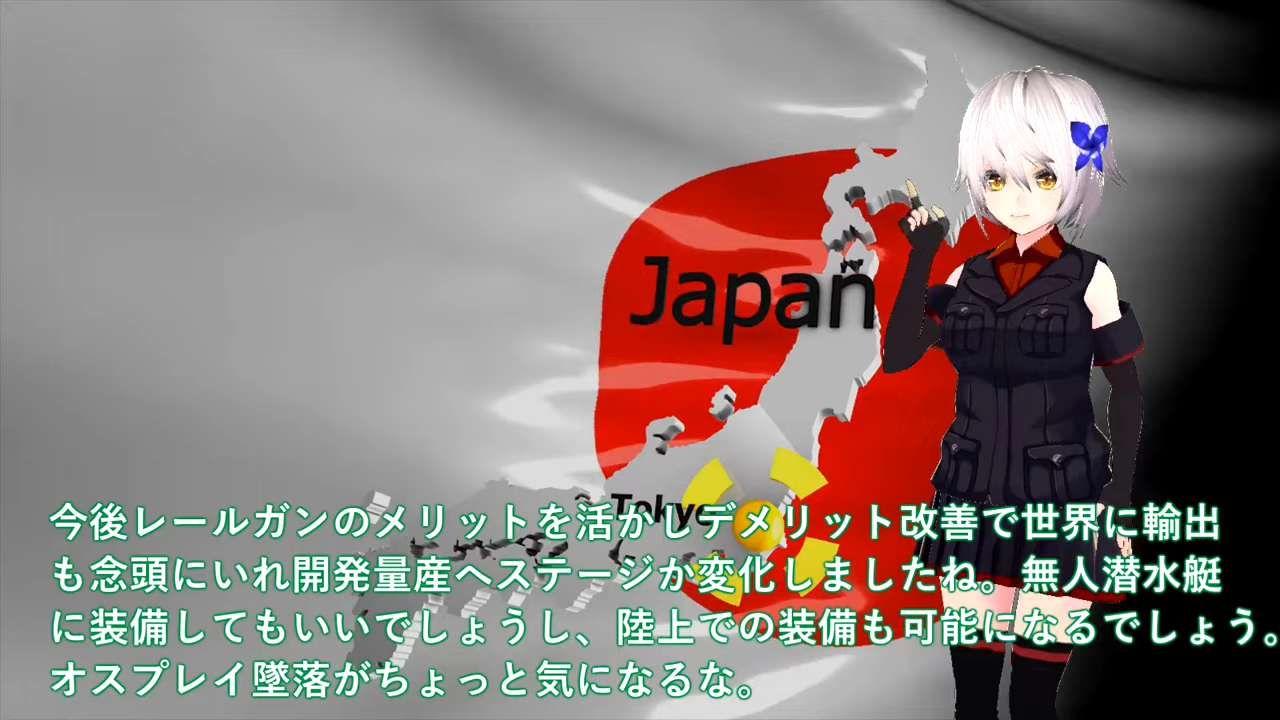 Japan
Tokyo
今後レールガンのメリットを活かしデメリット改善で世界に輸出
も念頭にいれ開発量産へステージか変化しましたね。無人潜水艇
に装備してもいいでしょうし、陸上での装備も可能になるでしょう。
オスプレイ墜落がちょっと気になるな。